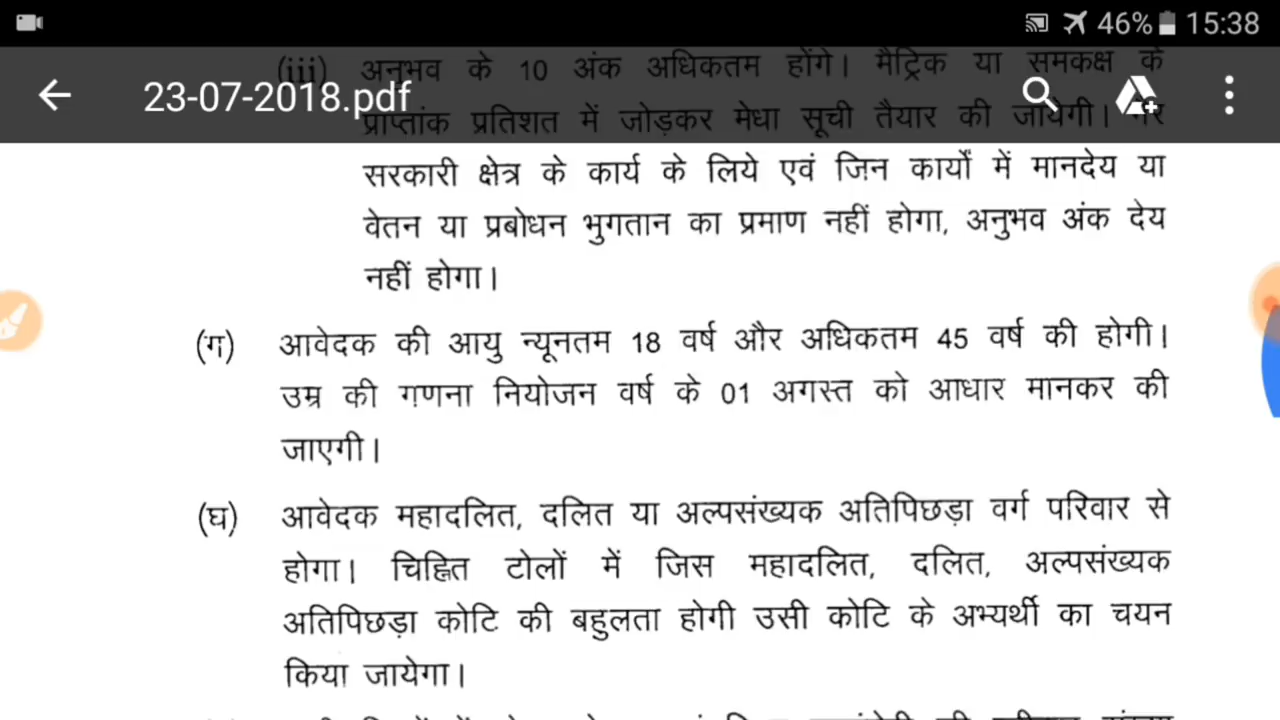 46% 15:38
(iii) अनुभव के 10 अंक अधिकतम होंगे। मैट्रिक या समकक्ष के
23-07-2018.pdf
प्राप्तांक प्रतिशत में जोड़कर मेधा सूची तैयार की जायेगी।
सरकारी क्षेत्र के कार्य के लिये एवं जिन कार्यों में मानदेय या
वेतन या प्रबोधन भुगतान का प्रमाण नहीं होगा, अनुभव अंक देय
नहीं होगा।
(ग) आवेदक की आयु न्यूनतम 18 वर्ष और अधिकतम 45 वर्ष की होगी।
उम्र की गणना नियोजन वर्ष के 01 अगस्त को आधार मानकर की
जाएगी।
(घ) आवेदक महादलित, दलित या अल्पसंख्यक अतिपिछड़ा वर्ग परिवार से
होगा। चिह्नित टोलों में जिस महादलित, दलित, अल्पसंख्यक
अतिपिछड़ा कोटि की बहुलता होगी उसी कोटि के अभ्यर्थी का चयन
किया जायेगा।